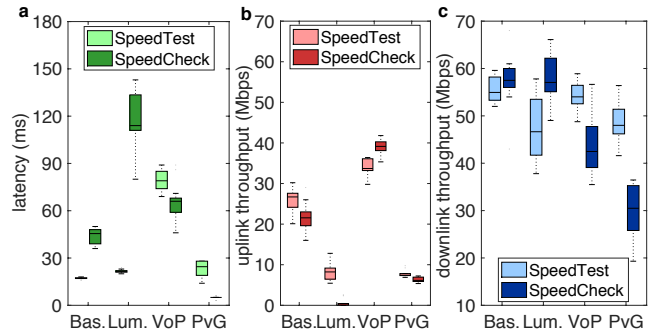 a
SpeedTest
SpeedCheck
latency (ms)
180
150
120
90
60
30
0
Bas. Lum. VoP PvG
b
SpeedTest
SpeedCheck
uplink throughput (Mbps)
70
60
50
40
30
20
10
0
Bas. Lum. VoP PvG
c
downlink throughput (Mbps)
70
60
50
40
30
20
10
SpeedTest
SpeedCheck
Bas. Lum. VoP PvG